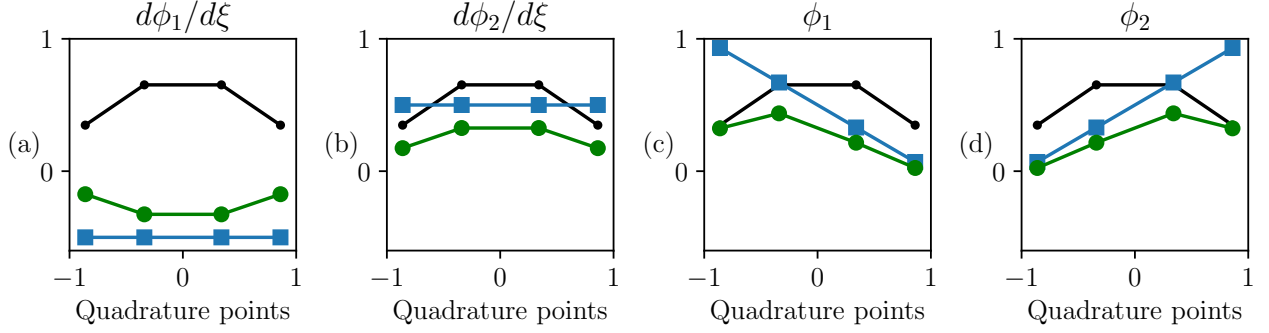 dϕ₁/dξ dϕ₂/dξ ϕ₁ ϕ₂
1 1 1 1
(a) (b) (c) (d)
0 0 0 0
−1 0 1 −1 0 1 −1 0 1 −1 0 1
Quadrature points Quadrature points Quadrature points Quadrature points